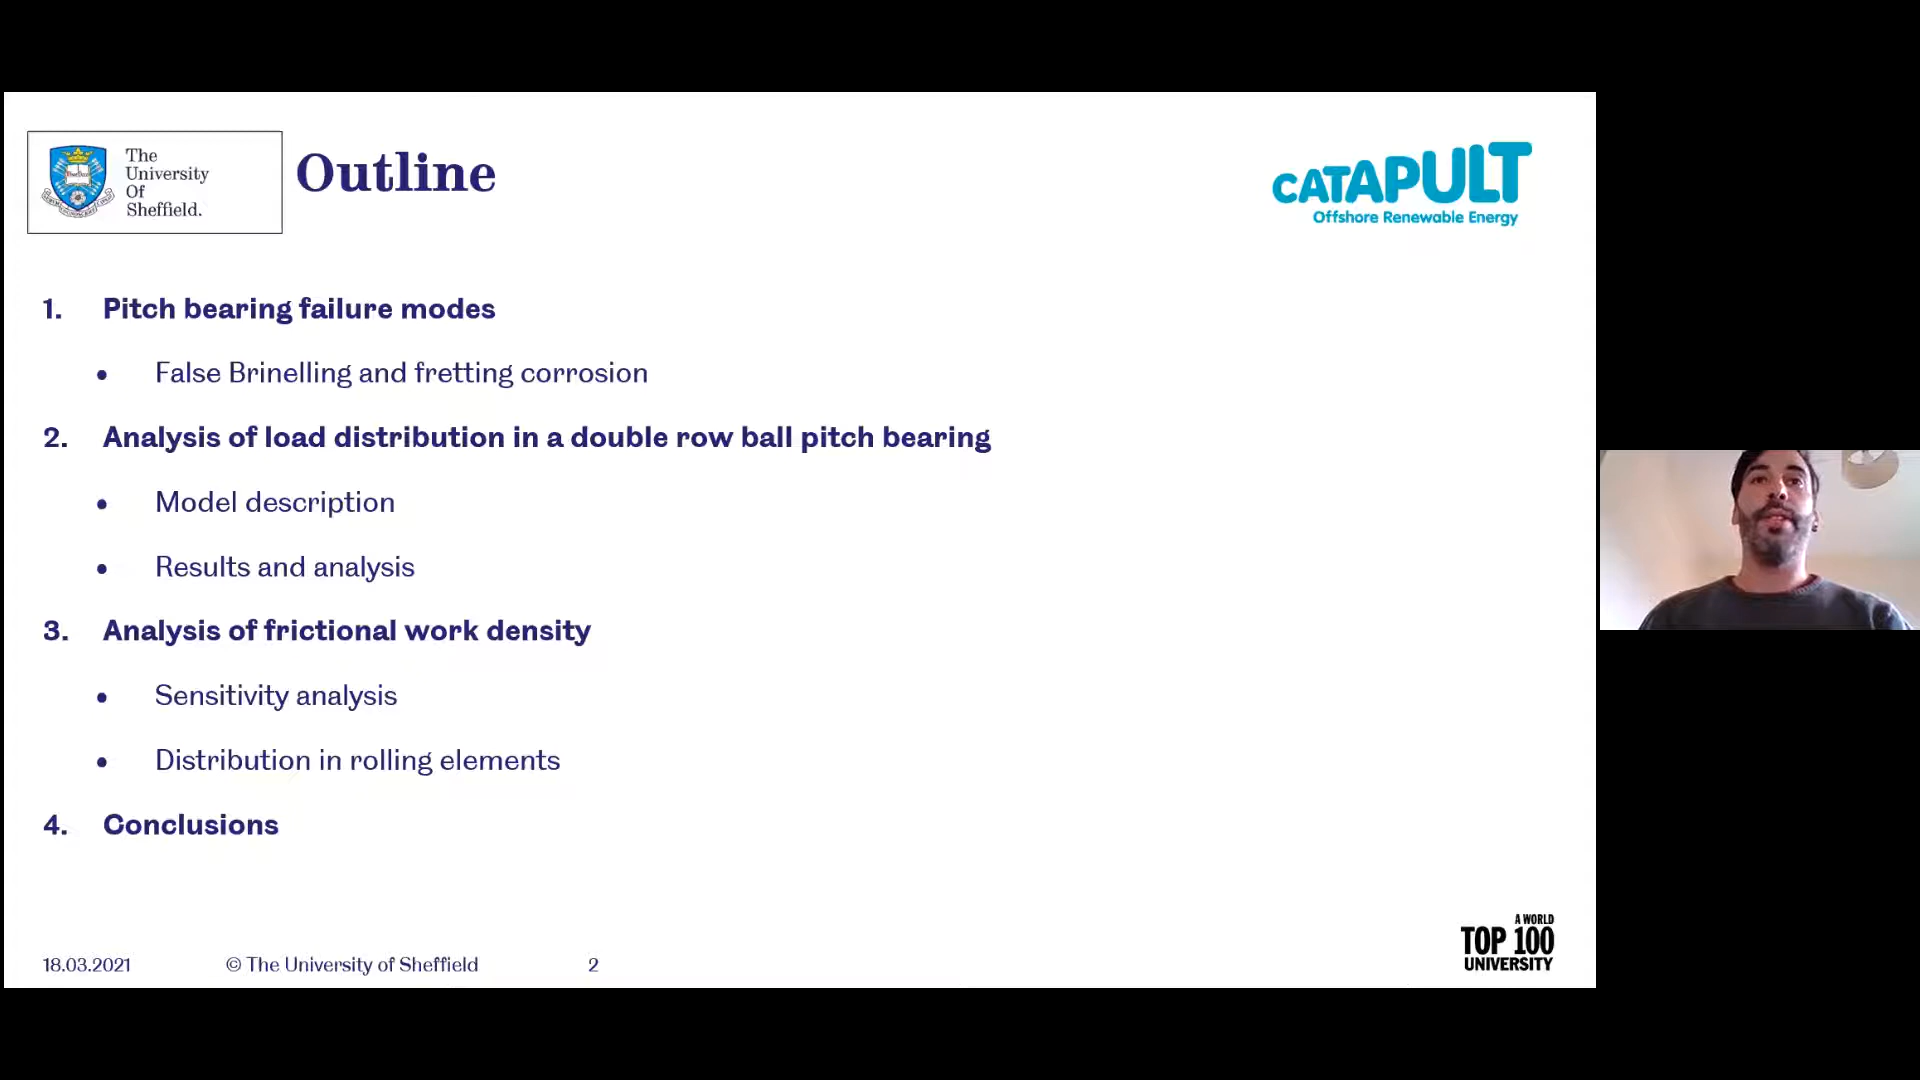 The
University
Of
Sheffield.
Outline
CATAPULT
Offshore Renewable Energy
1. Pitch bearing failure modes
• False Brinelling and fretting corrosion
2. Analysis of load distribution in a double row ball pitch bearing
• Model description
• Results and analysis
3. Analysis of frictional work density
• Sensitivity analysis
• Distribution in rolling elements
4. Conclusions
18.03.2021 © The University of Sheffield 2
A WORLD
TOP 100
UNIVERSITY